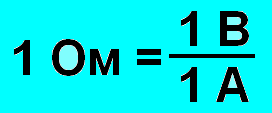 1 Ом = 1 В
1 А